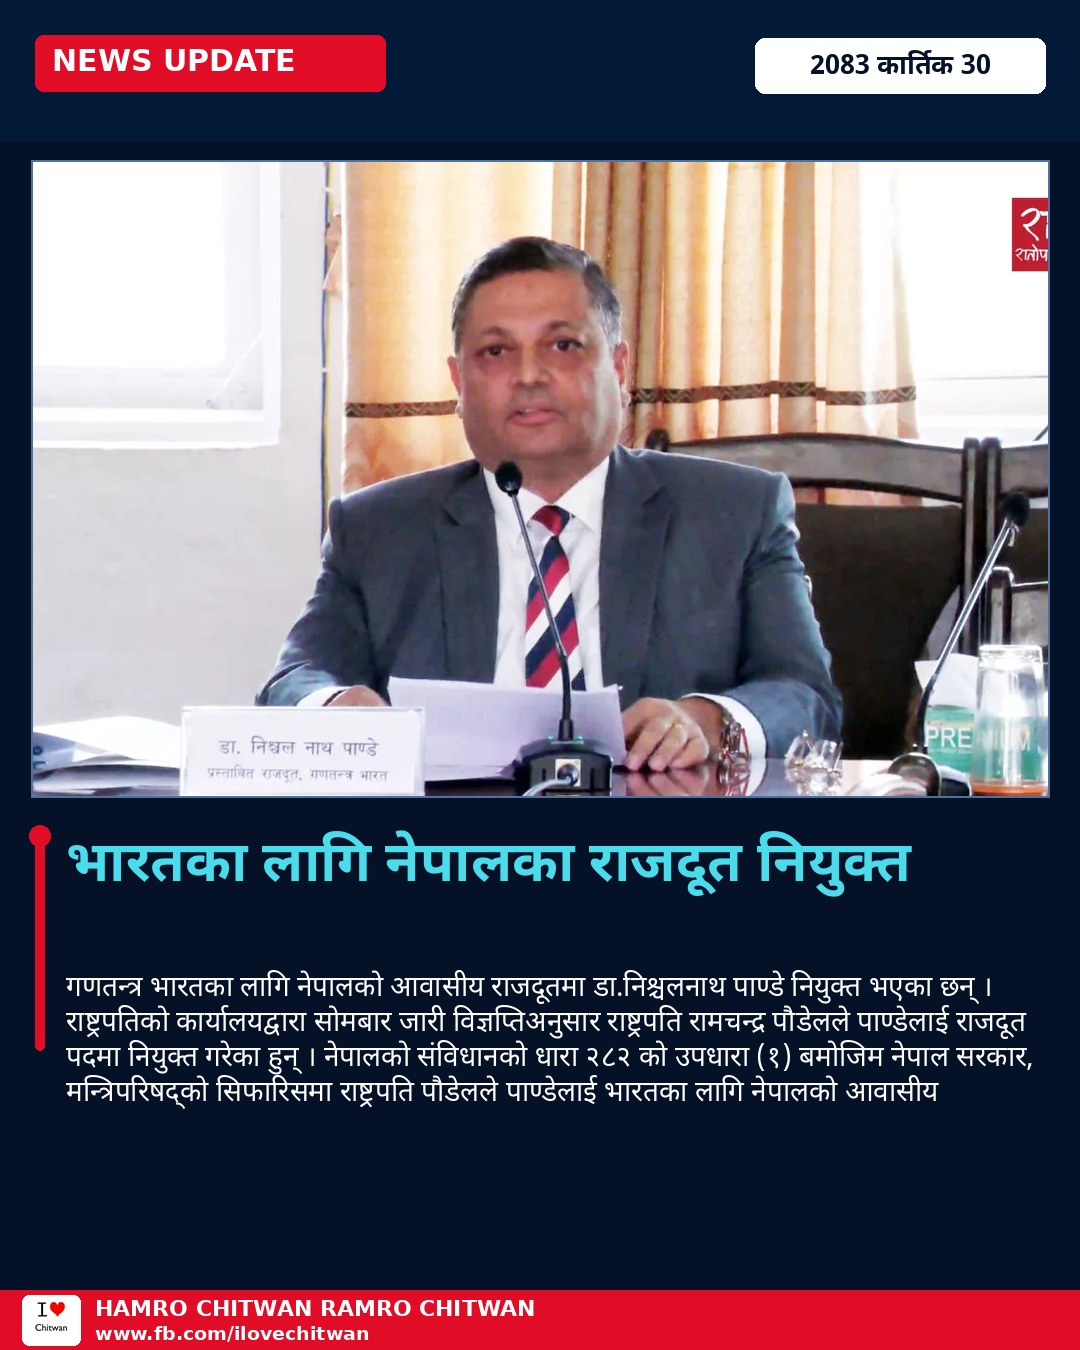 NEWS UPDATE
2083 कार्तिक 30
डा. निश्चल नाथ पाण्डे
प्रस्तावित राजदूत, गणतन्त्र भारत
भारतका लागि नेपालका राजदूत नियुक्त
गणतन्त्र भारतका लागि नेपालको आवासीय राजदूतमा डा.निश्चलनाथ पाण्डे नियुक्त भएका छन् ।
राष्ट्रपतिको कार्यालयद्वारा सोमबार जारी विज्ञप्तिअनुसार राष्ट्रपति रामचन्द्र पौडेलले पाण्डेलाई राजदूत
पदमा नियुक्त गरेका हुन् । नेपालको संविधानको धारा २८२ को उपधारा (१) बमोजिम नेपाल सरकार,
मन्त्रिपरिषद्को सिफारिसमा राष्ट्रपति पौडेलले पाण्डेलाई भारतका लागि नेपालको आवासीय
I ♥
Chitwan
HAMRO CHITWAN RAMRO CHITWAN
www.fb.com/ilovechitwan